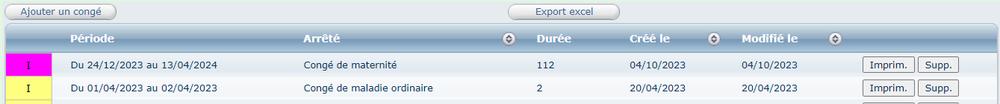 Ajouter un congé Export excel
Période Arrêté Durée Créé le Modifié le
I Du 24/12/2023 au 13/04/2024 Congé de maternité 112 04/10/2023 04/10/2023 Imprim. Supp.
I Du 01/04/2023 au 02/04/2023 Congé de maladie ordinaire 2 20/04/2023 20/04/2023 Imprim. Supp.